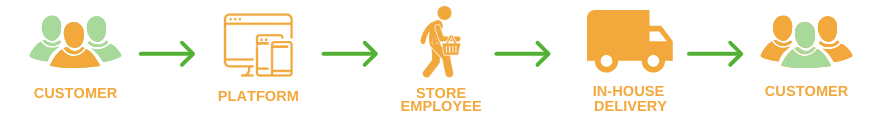 CUSTOMER
PLATFORM
STORE
EMPLOYEE
IN-HOUSE
DELIVERY
CUSTOMER